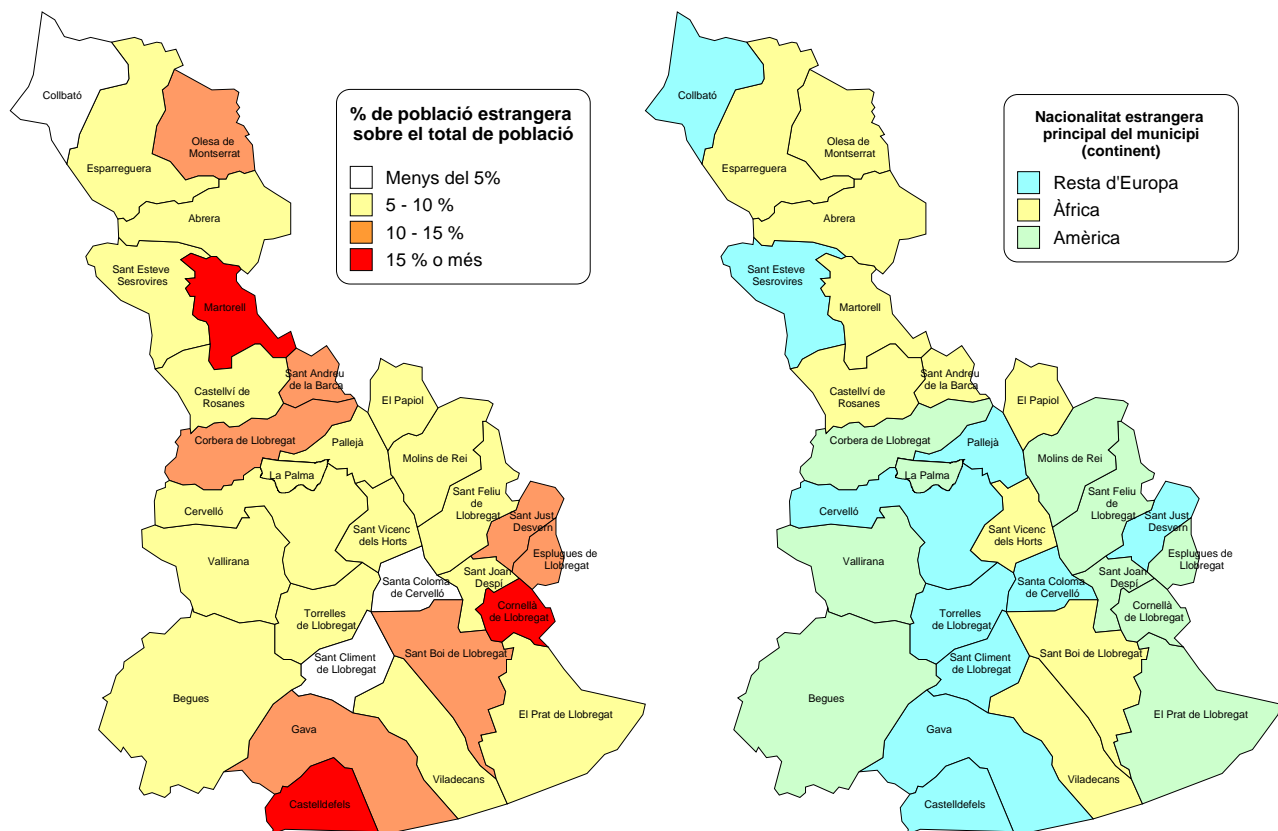 Collbató
Olesa de
Montserrat
Esparreguera
Abrera
Sant Esteve
Sesrovires
Martorell
Sant Andreu
de la Barca
Castellví de
Rosanes
El Papiol
Corbera de Llobregat
Pallejà
Molins de Rei
La Palma
Sant Feliu
de Llobregat
Cervelló
Sant Just
Desvern
Sant Vicenc
dels Horts
Esplugues de
Llobregat
Vallirana
Sant Joan
Despí
Santa Coloma
de Cervelló
Cornellà
de Llobregat
Torrelles
de Llobregat
Sant Boi de Llobregat
Sant Climent
de Llobregat
Begues
El Prat de Llobregat
Gava
Viladecans
Castelldefels
% de població estrangera
sobre el total de població
Menys del 5%
5 - 10 %
10 - 15 %
15 % o més
Collbató
Olesa de
Montserrat
Esparreguera
Abrera
Sant Esteve
Sesrovires
Martorell
Sant Andreu
de la Barca
Castellví de
Rosanes
El Papiol
Corbera de Llobregat
Pallejà
Molins de Rei
La Palma
Sant Feliu
de Llobregat
Cervelló
Sant Just
Desvern
Sant Vicenc
dels Horts
Esplugues de
Llobregat
Vallirana
Sant Joan
Despí
Santa Coloma
de Cervelló
Cornellà
de Llobregat
Torrelles
de Llobregat
Sant Boi de Llobregat
Sant Climent
de Llobregat
Begues
El Prat de Llobregat
Gava
Viladecans
Castelldefels
Nacionalitat estrangera
principal del municipi
(continent)
Resta d'Europa
Àfrica
Amèrica